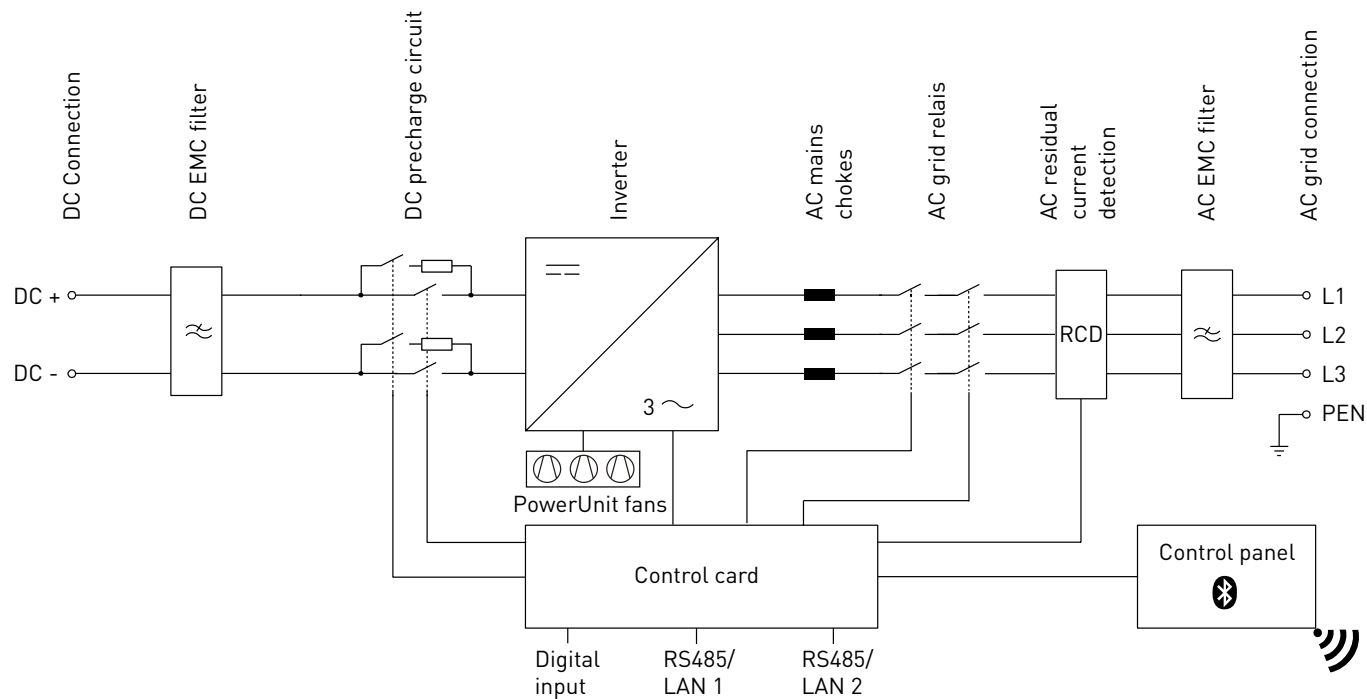 DC Connection
DC EMC filter
DC precharge circuit
Inverter
AC mains
chokes
AC grid relais
AC residual
current
detection
AC EMC filter
AC grid connection
DC +
DC -
3
RCD
L1
L2
L3
PEN
PowerUnit fans
Control card
Control panel
Digital
input
RS485/
LAN 1
RS485/
LAN 2